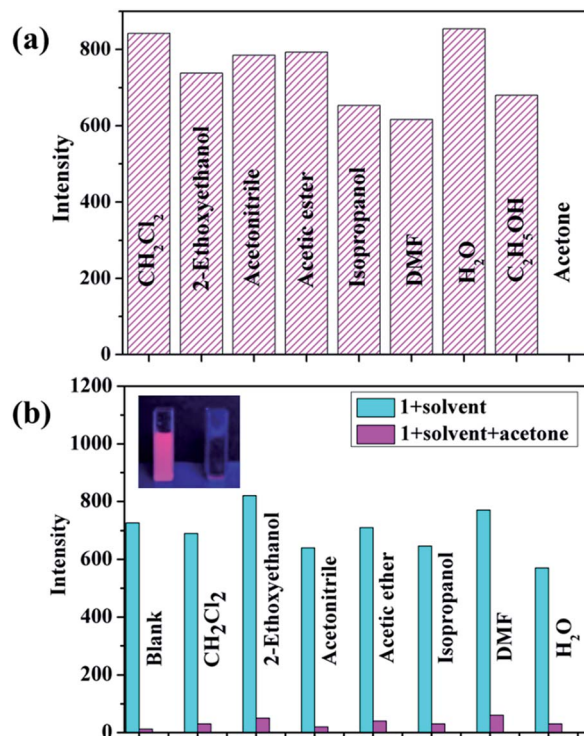 (a)
Intensity
800
600
400
200
0
CH₂Cl₂
2-Ethoxyethanol
Acetonitrile
Acetic ester
Isopropanol
DMF
H₂O
C₂H₅OH
Acetone
(b)
Intensity
1200
1000
800
600
400
200
0
1+solvent
1+solvent+acetone
Blank
CH₂Cl₂
2-Ethoxyethanol
Acetonitrile
Acetic ether
Isopropanol
DMF
H₂O